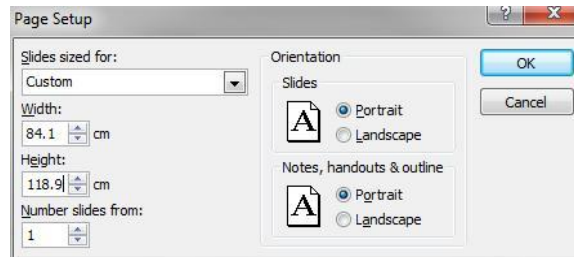 Page Setup
Slides sized for:
Custom
Width:
84.1 cm
Height:
118.9 cm
Number slides from:
1
Orientation
Slides
A
Portrait
Landscape
Notes, handouts & outline
A
Portrait
Landscape
OK
Cancel